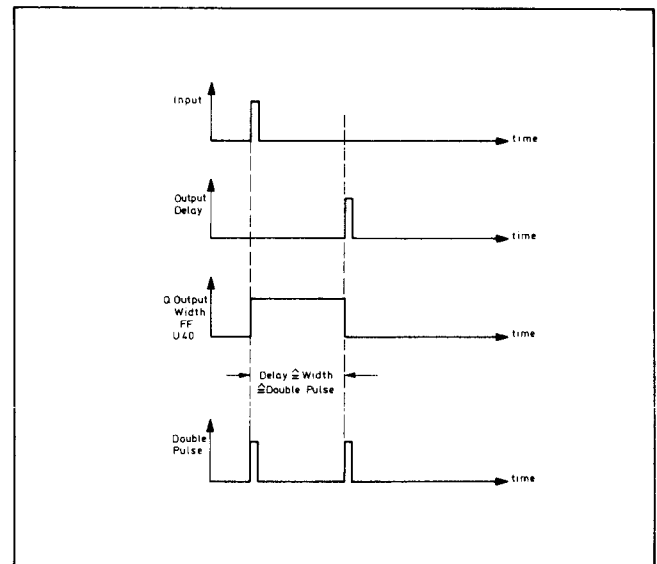 Input
time
Output
Delay
time
Q Output
Width
FF
U40
time
Delay ≙ Width
≙ Double Pulse
Double
Pulse
time